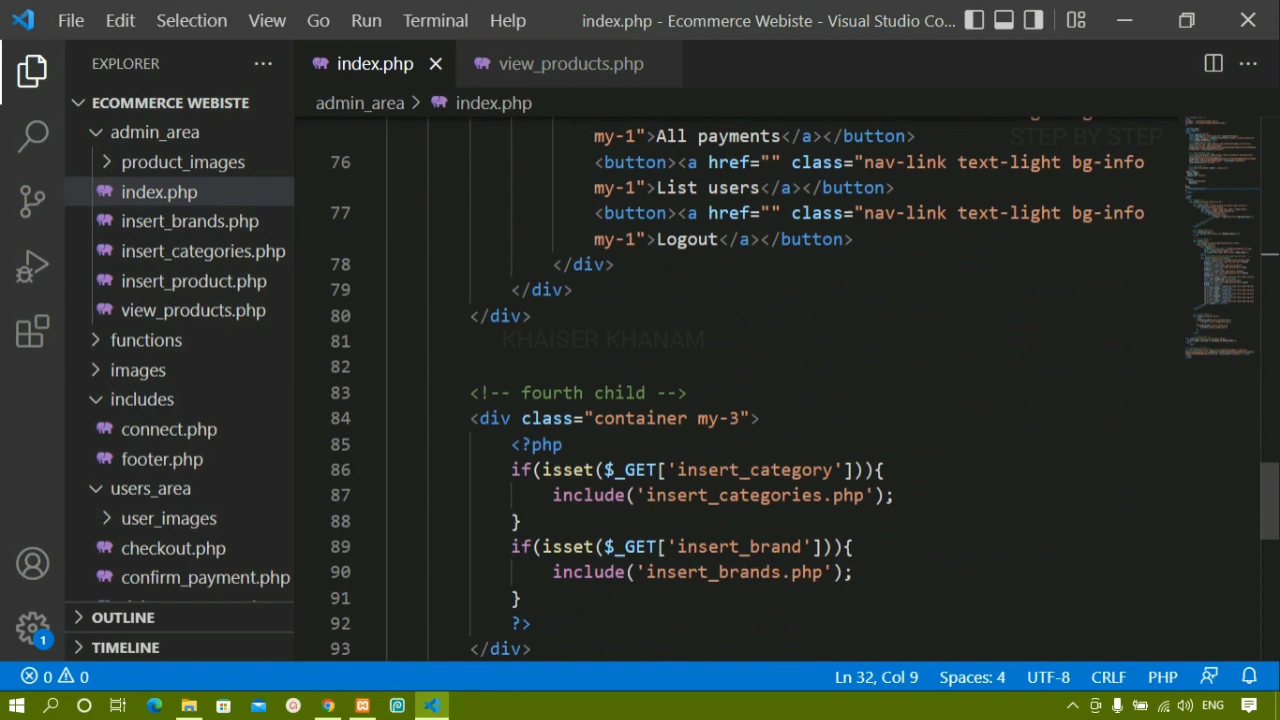 File Edit Selection View Go Run Terminal Help index.php - Ecommerce Webiste - Visual Studio Co...
EXPLORER
index.php view_products.php
ECOMMERCE WEBISTE
admin_area > index.php
admin_area
product_images
index.php
insert_brands.php
insert_categories.php
insert_product.php
view_products.php
functions
images
includes
connect.php
footer.php
users_area
user_images
checkout.php
confirm_payment.php
OUTLINE
TIMELINE
my-1">All payments</a></button>
STEP BY STEP
76 <button><a href="" class="nav-link text-light bg-info
my-1">List users</a></button>
77 <button><a href="" class="nav-link text-light bg-info
my-1">Logout</a></button>
78 </div>
79 </div>
80 </div>
81
KHAISER KHANAM
82
83 <!-- fourth child -->
84 <div class="container my-3">
85 <?php
86 if(isset($_GET['insert_category'])){
87 include('insert_categories.php');
88 }
89 if(isset($_GET['insert_brand'])){
90 include('insert_brands.php');
91 }
92 ?>
93 </div>
1
0 0 Ln 32, Col 9 Spaces: 4 UTF-8 CRLF PHP
ENG